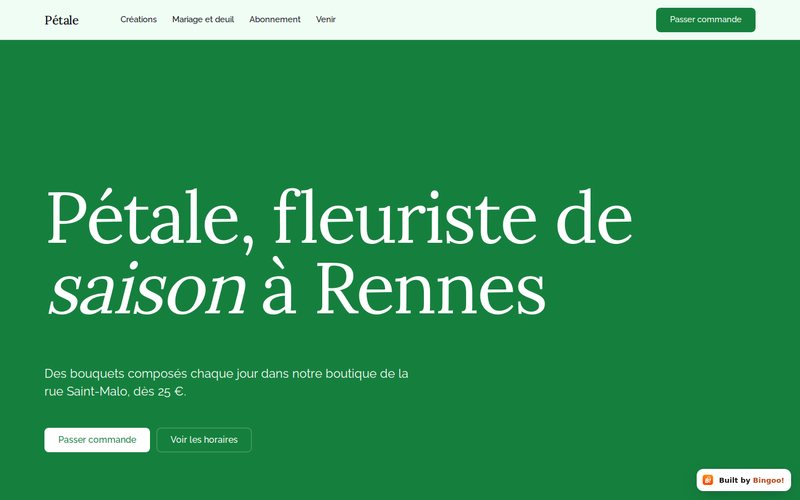 Pétale
Créations
Mariage et deuil
Abonnement
Venir
Passer commande
Pétale, fleuriste de
saison à Rennes
Des bouquets composés chaque jour dans notre boutique de la
rue Saint-Malo, dès 25 €.
Passer commande
Voir les horaires
Built by Bingoo!